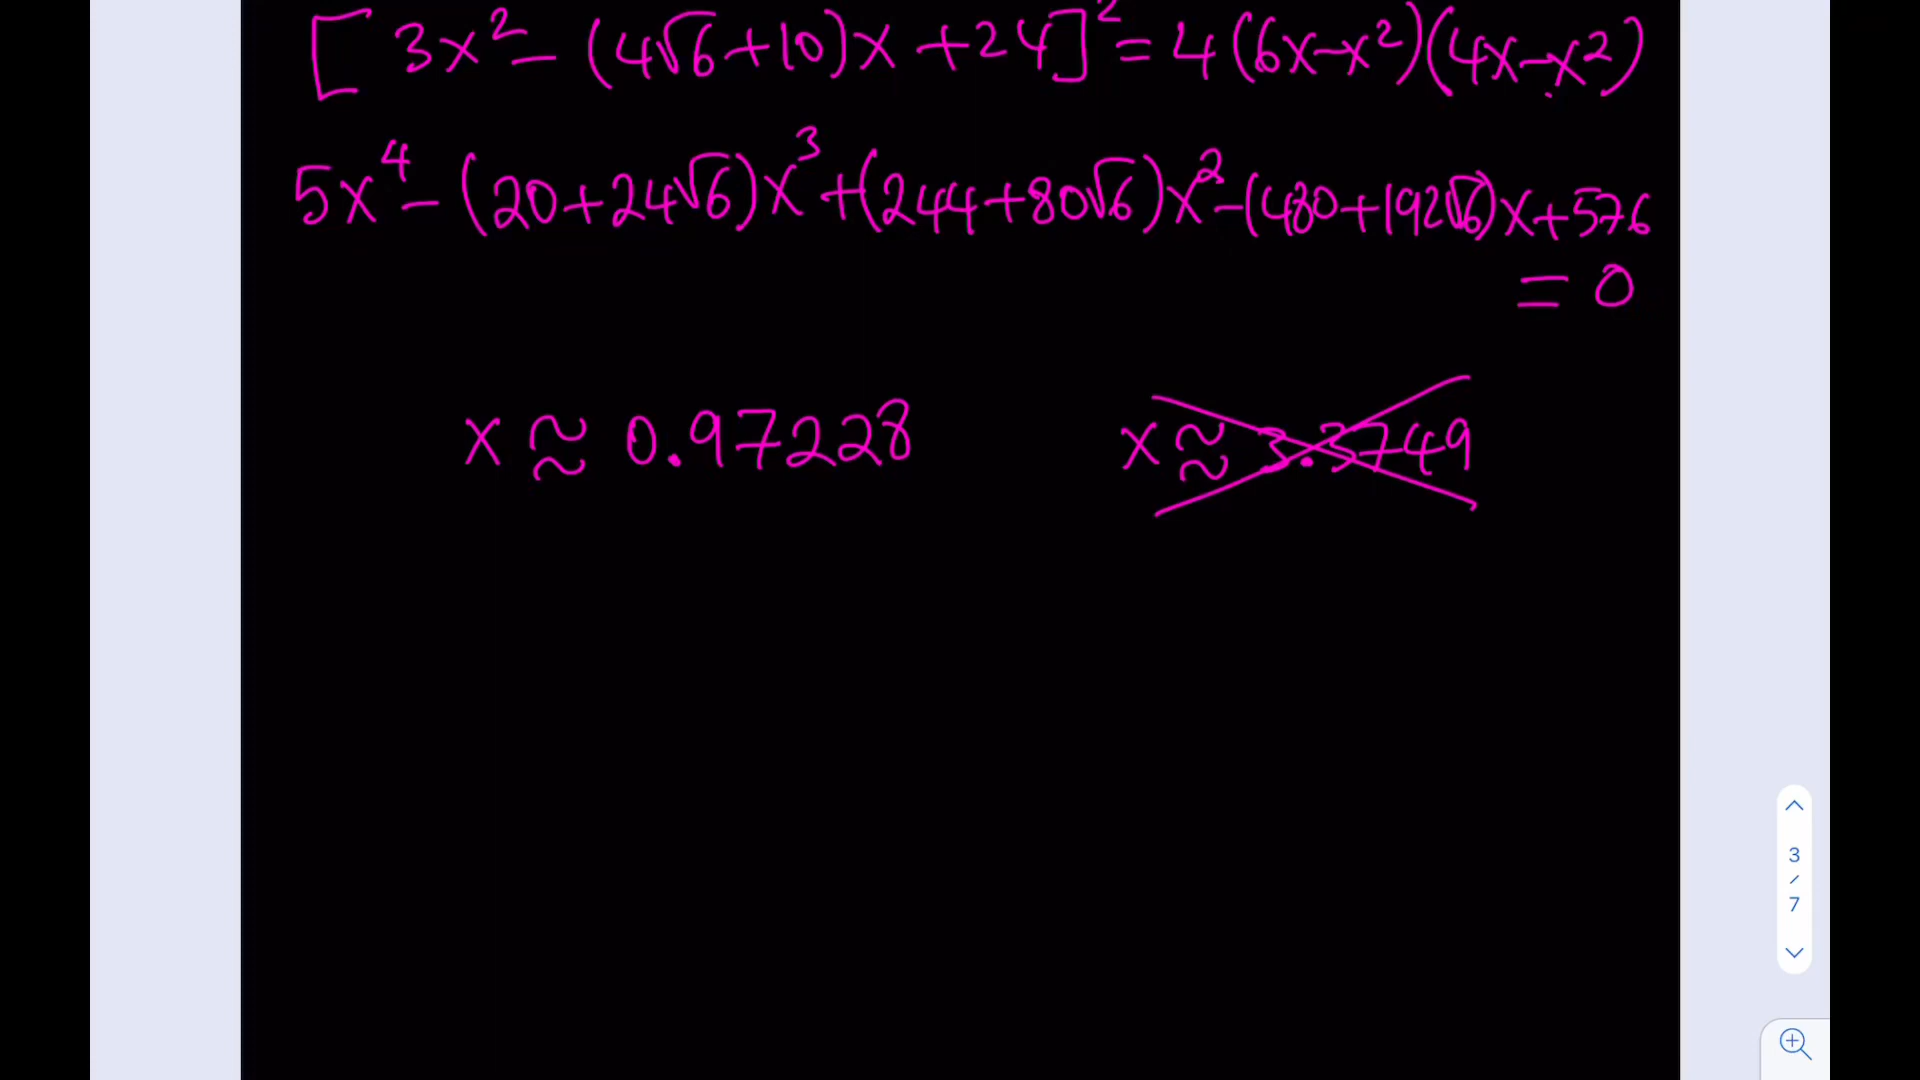 [3x² - (4√6+10)x + 24]² = 4(6x-x²)(4x-x²)
5x⁴ - (20+24√6)x³ + (244+80√6)x² - (480+192√6)x + 576
= 0
x ≈ 0.97228 x ≈ 3.3749
3
/
7